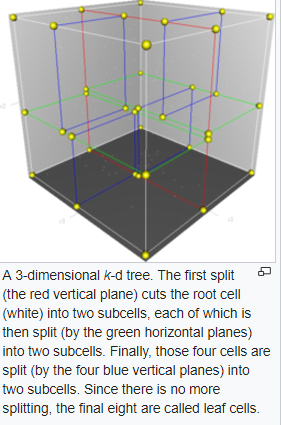 A 3-dimensional k-d tree. The first split
(the red vertical plane) cuts the root cell
(white) into two subcells, each of which is
then split (by the green horizontal planes)
into two subcells. Finally, those four cells are
split (by the four blue vertical planes) into
two subcells. Since there is no more
splitting, the final eight are called leaf cells.